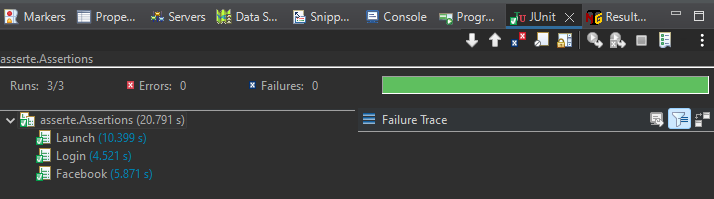 Markers Prope... Servers Data S... Snipp... Console Progr... JUnit Result...
asserte.Assertions
Runs: 3/3 Errors: 0 Failures: 0
asserte.Assertions (20.791 s) Failure Trace
Launch (10.399 s)
Login (4.521 s)
Facebook (5.871 s)